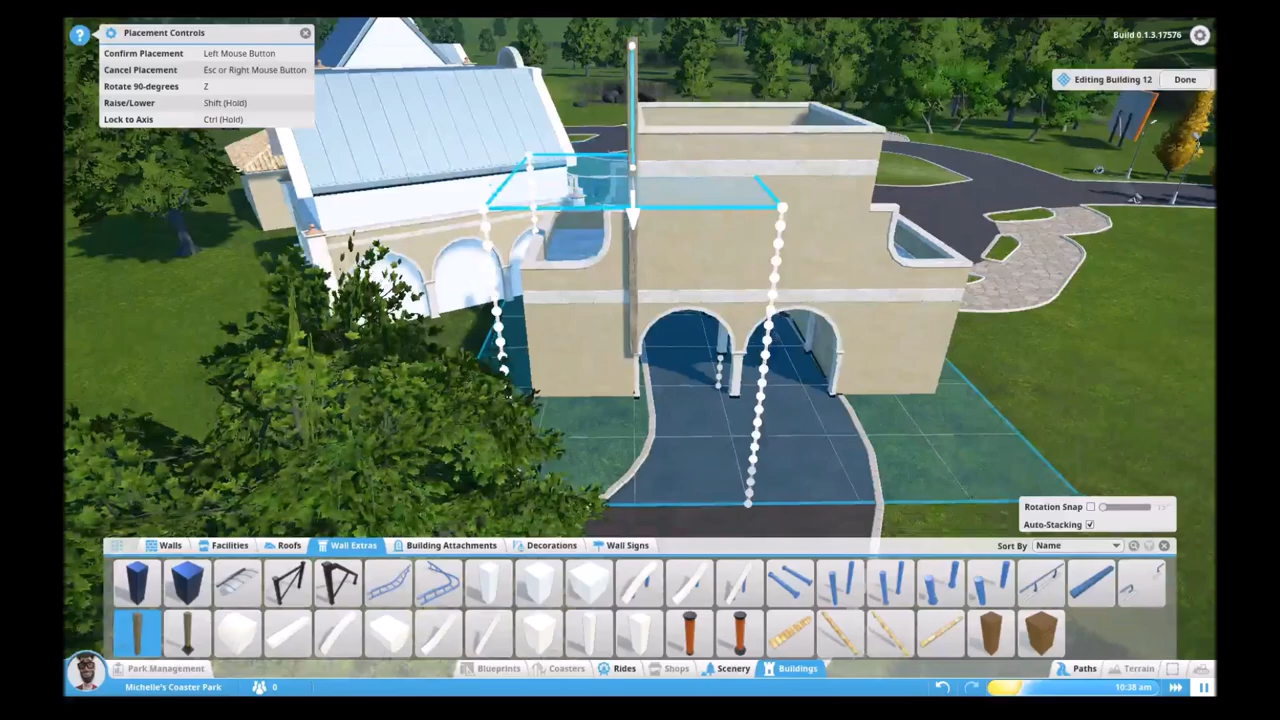 ?
Placement Controls
Confirm Placement Left Mouse Button
Cancel Placement Esc or Right Mouse Button
Rotate 90-degrees Z
Raise/Lower Shift (Hold)
Lock to Axis Ctrl (Hold)
Build 0.1.3.17576
Editing Building 12 Done
Rotation Snap
Auto-Stacking
Walls Facilities Roofs Wall Extras Building Attachments Decorations Wall Signs Sort By Name
Park Management Blueprints Coasters Rides Shops Scenery Buildings Paths Terrain
Michelle's Coaster Park 0 10:38 am